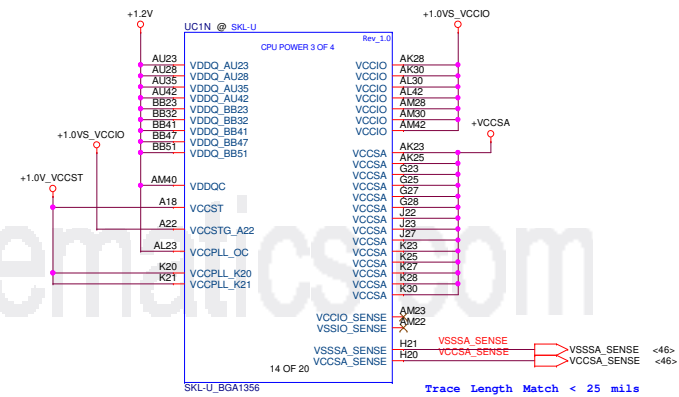 +1.2V
UC1N @ SKL-U
+1.0VS_VCCIO
CPU POWER 3 OF 4
Rev_1.0
AU23 VDDQ_AU23
AU28 VDDQ_AU28
AU35 VDDQ_AU35
AU42 VDDQ_AU42
BB23 VDDQ_BB23
BB32 VDDQ_BB32
BB41 VDDQ_BB41
BB47 VDDQ_BB47
BB51 VDDQ_BB51
+1.0VS_VCCIO
+1.0V_VCCST
AM40 VDDQC
A18 VCCST
A22 VCCSTG_A22
AL23 VCCPLL_OC
K20 VCCPLL_K20
K21 VCCPLL_K21
VCCIO AK28
VCCIO AK30
VCCIO AL30
VCCIO AL42
VCCIO AM28
VCCIO AM30
VCCIO AM42
+VCCSA
VCCSA AK23
VCCSA AK25
VCCSA G23
VCCSA G25
VCCSA G27
VCCSA G28
VCCSA J22
VCCSA J23
VCCSA J27
VCCSA K23
VCCSA K25
VCCSA K27
VCCSA K28
VCCSA K30
VCCIO_SENSE AM23
VSSIO_SENSE AM22
VSSSA_SENSE H21 VSSSA_SENSE VSSSA_SENSE <46>
VCCSA_SENSE H20 VCCSA_SENSE VCCSA_SENSE <46>
14 OF 20
SKL-U_BGA1356
Trace Length Match < 25 mils
ematics.com